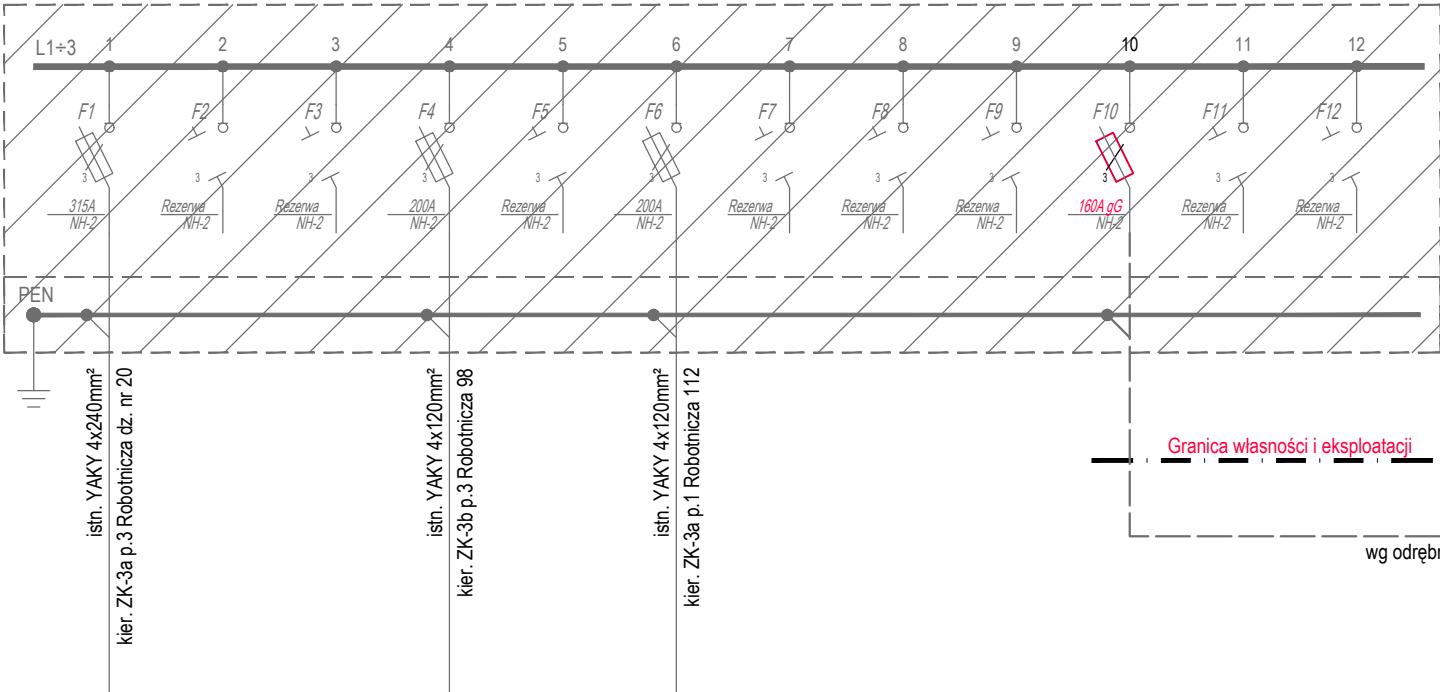 L1÷3
1
2
3
4
5
6
7
8
9
10
11
12
F1
F2
F3
F4
F5
F6
F7
F8
F9
F10
F11
F12
3
3
3
3
3
3
3
3
3
3
3
3
315A
NH-2
Rezerwa
NH-2
Rezerwa
NH-2
200A
NH-2
Rezerwa
NH-2
200A
NH-2
Rezerwa
NH-2
Rezerwa
NH-2
Rezerwa
NH-2
160A gG
NH-2
Rezerwa
NH-2
Rezerwa
NH-2
PEN
istn. YAKY 4x240mm²
kier. ZK-3a p.3 Robotnicza dz. nr 20
istn. YAKY 4x120mm²
kier. ZK-3b p.3 Robotnicza 98
istn. YAKY 4x120mm²
kier. ZK-3a p.1 Robotnicza 112
Granica własności i eksploatacji
wg odrębn